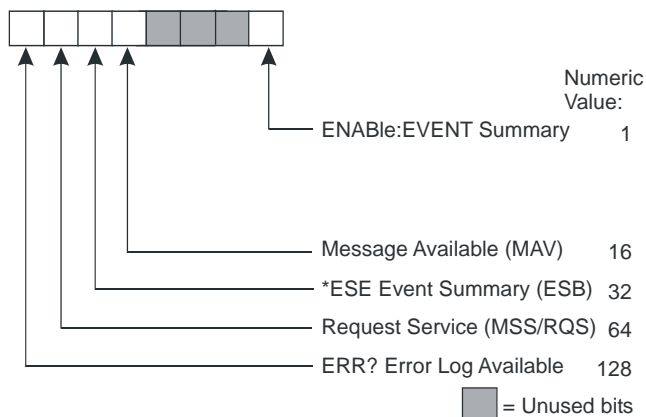 Numeric
Value:
ENABle:EVENT Summary 1
Message Available (MAV) 16
*ESE Event Summary (ESB) 32
Request Service (MSS/RQS) 64
ERR? Error Log Available 128
= Unused bits